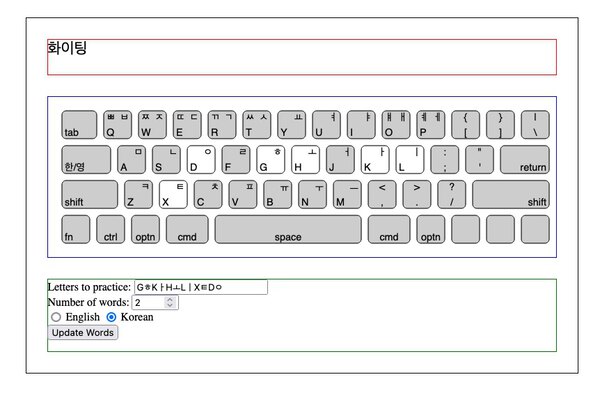 화이팅
tab ㅃ ㅂ Q ㅉ ㅈ W ㄸ ㄷ E ㄲ ㄱ R ㅆ ㅅ T ㅛ Y ㅕ U ㅑ I ㅒ ㅐ O ㅖ ㅔ P { [ } ] | \
한/영 ㅁ A ㄴ S ㅇ D ㄹ F ㅎ G ㅗ H ㅓ J ㅏ K ㅣ L : ; " ' return
shift ㅋ Z ㅌ X ㅊ C ㅍ V ㅠ B ㅜ N ㅡ M < , > . ? / shift
fn ctrl optn cmd space cmd optn
Letters to practice: GㅎKㅏHㅗLㅣXㅌDㅇ
Number of words: 2
English Korean
Update Words